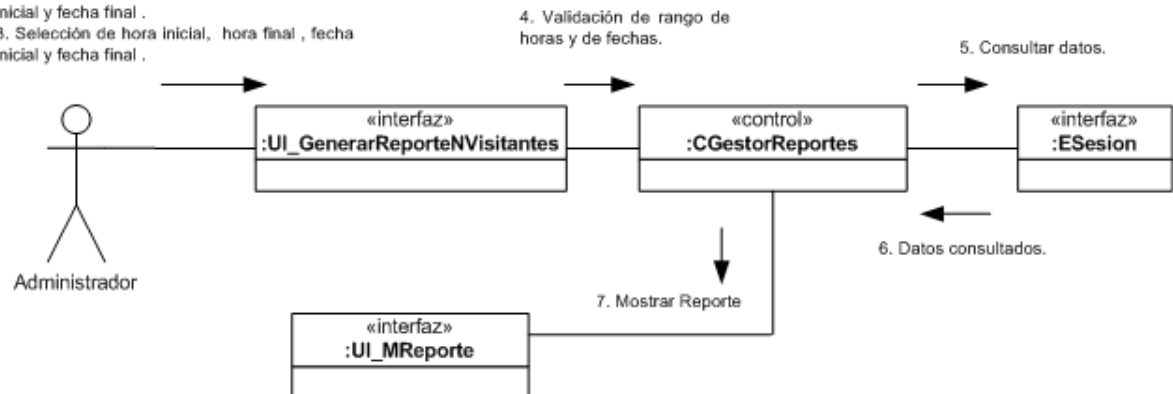 nicial y fecha final .
3. Selección de hora inicial, hora final , fecha
nicial y fecha final .
4. Validación de rango de
horas y de fechas.
5. Consultar datos.
«interfaz»
:UI_GenerarReporteNVisitantes
«control»
:CGestorReportes
«interfaz»
:ESesion
6. Datos consultados.
Administrador
7. Mostrar Reporte
«interfaz»
:UI_MReporte